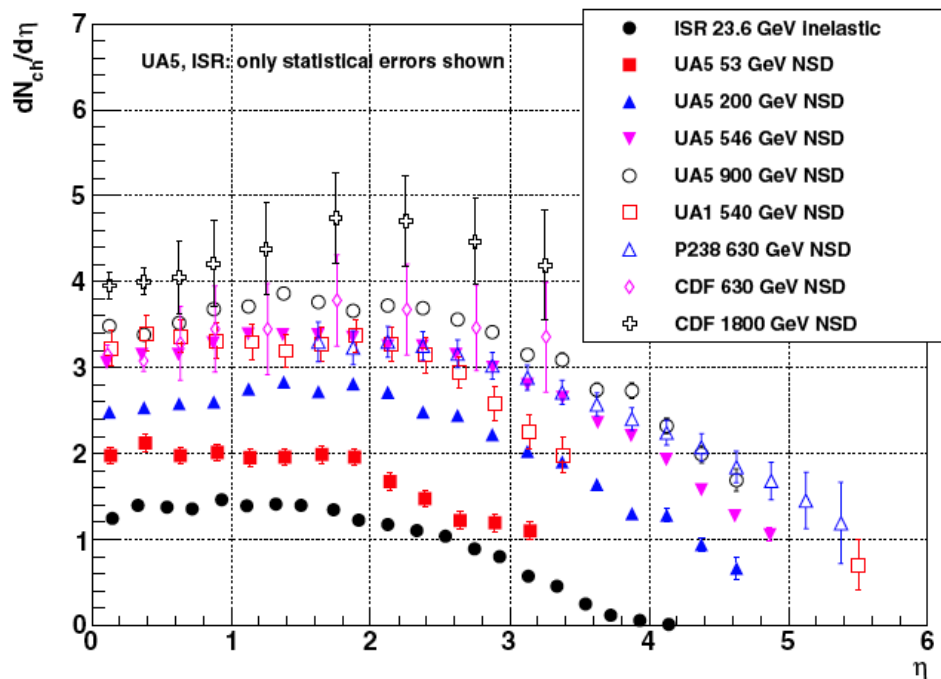 dN_ch/dη
7
6
5
4
3
2
1
0
UA5, ISR: only statistical errors shown
ISR 23.6 GeV inelastic
UA5 53 GeV NSD
UA5 200 GeV NSD
UA5 546 GeV NSD
UA5 900 GeV NSD
UA1 540 GeV NSD
P238 630 GeV NSD
CDF 630 GeV NSD
CDF 1800 GeV NSD
0 1 2 3 4 5 6
η